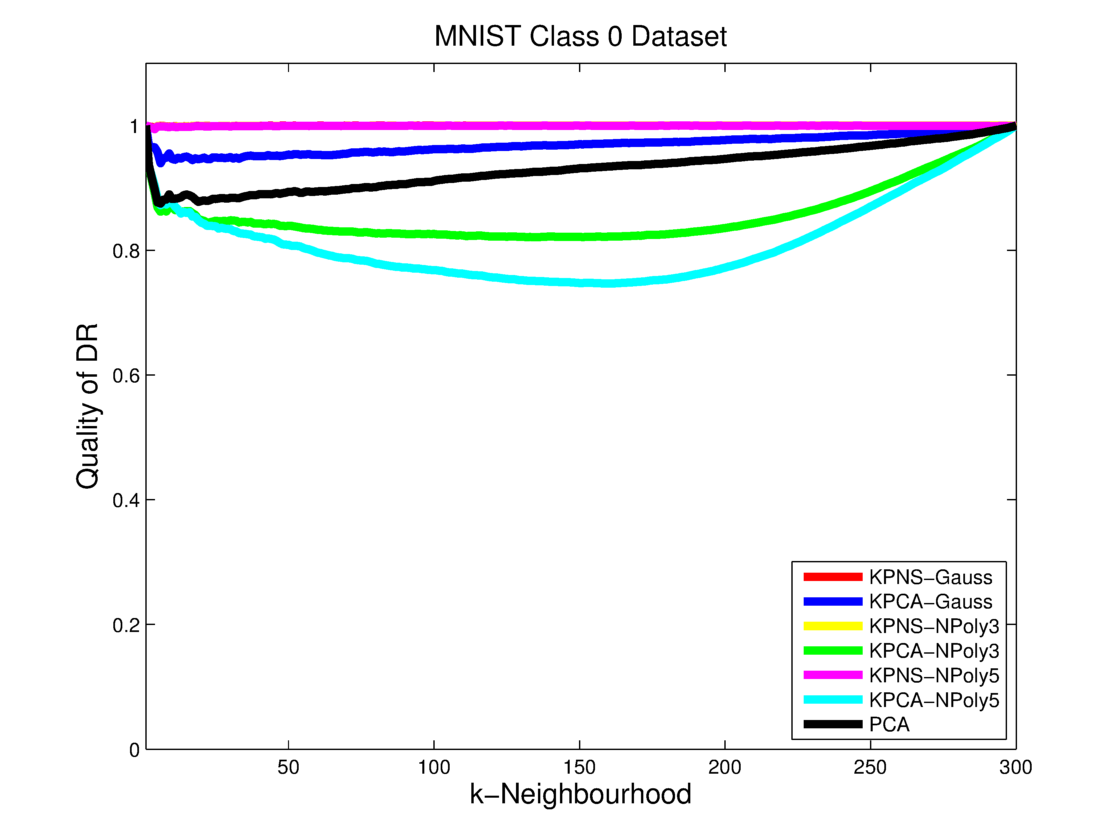 MNIST Class 0 Dataset
1
0.8
0.6
0.4
0.2
0
Quality of DR
50 100 150 200 250 300
k−Neighbourhood
KPNS−Gauss
KPCA−Gauss
KPNS−NPoly3
KPCA−NPoly3
KPNS−NPoly5
KPCA−NPoly5
PCA